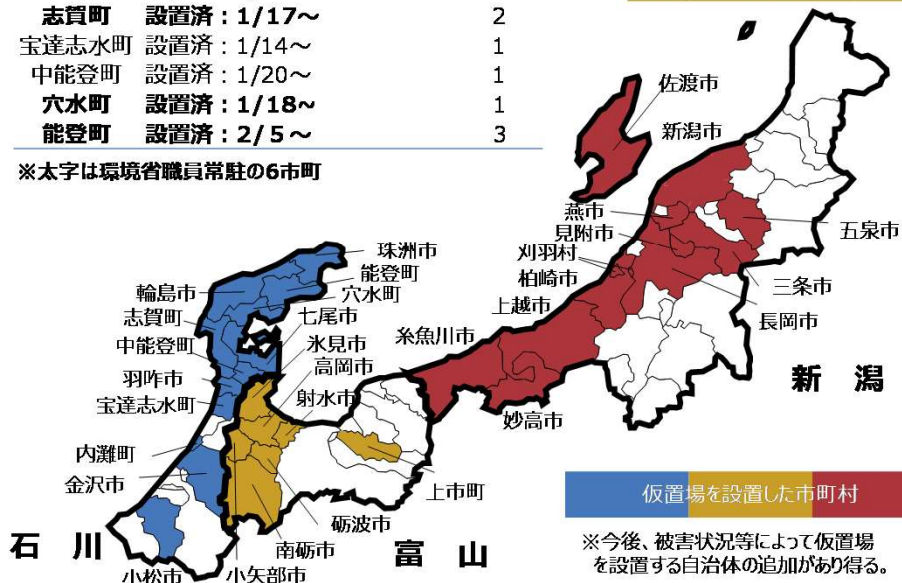 志賀町 設置済：1/17～ 2
宝達志水町 設置済：1/14～ 1
中能登町 設置済：1/20～ 1
穴水町 設置済：1/18～ 1
能登町 設置済：2/5～ 3
※太字は環境省職員常駐の6市町
佐渡市
新潟市
燕市
見附市
刈羽村
柏崎市
上越市
糸魚川市
五泉市
三条市
長岡市
妙高市
新潟
珠洲市
能登町
穴水町
輪島市
志賀町
七尾市
中能登町
氷見市
高岡市
羽咋市
射水市
宝達志水町
内灘町
金沢市
上市町
砺波市
南砺市
石川
富山
小松市
小矢部市
仮置場を設置した市町村
※今後、被害状況等によって仮置場
を設置する自治体の追加があり得る。